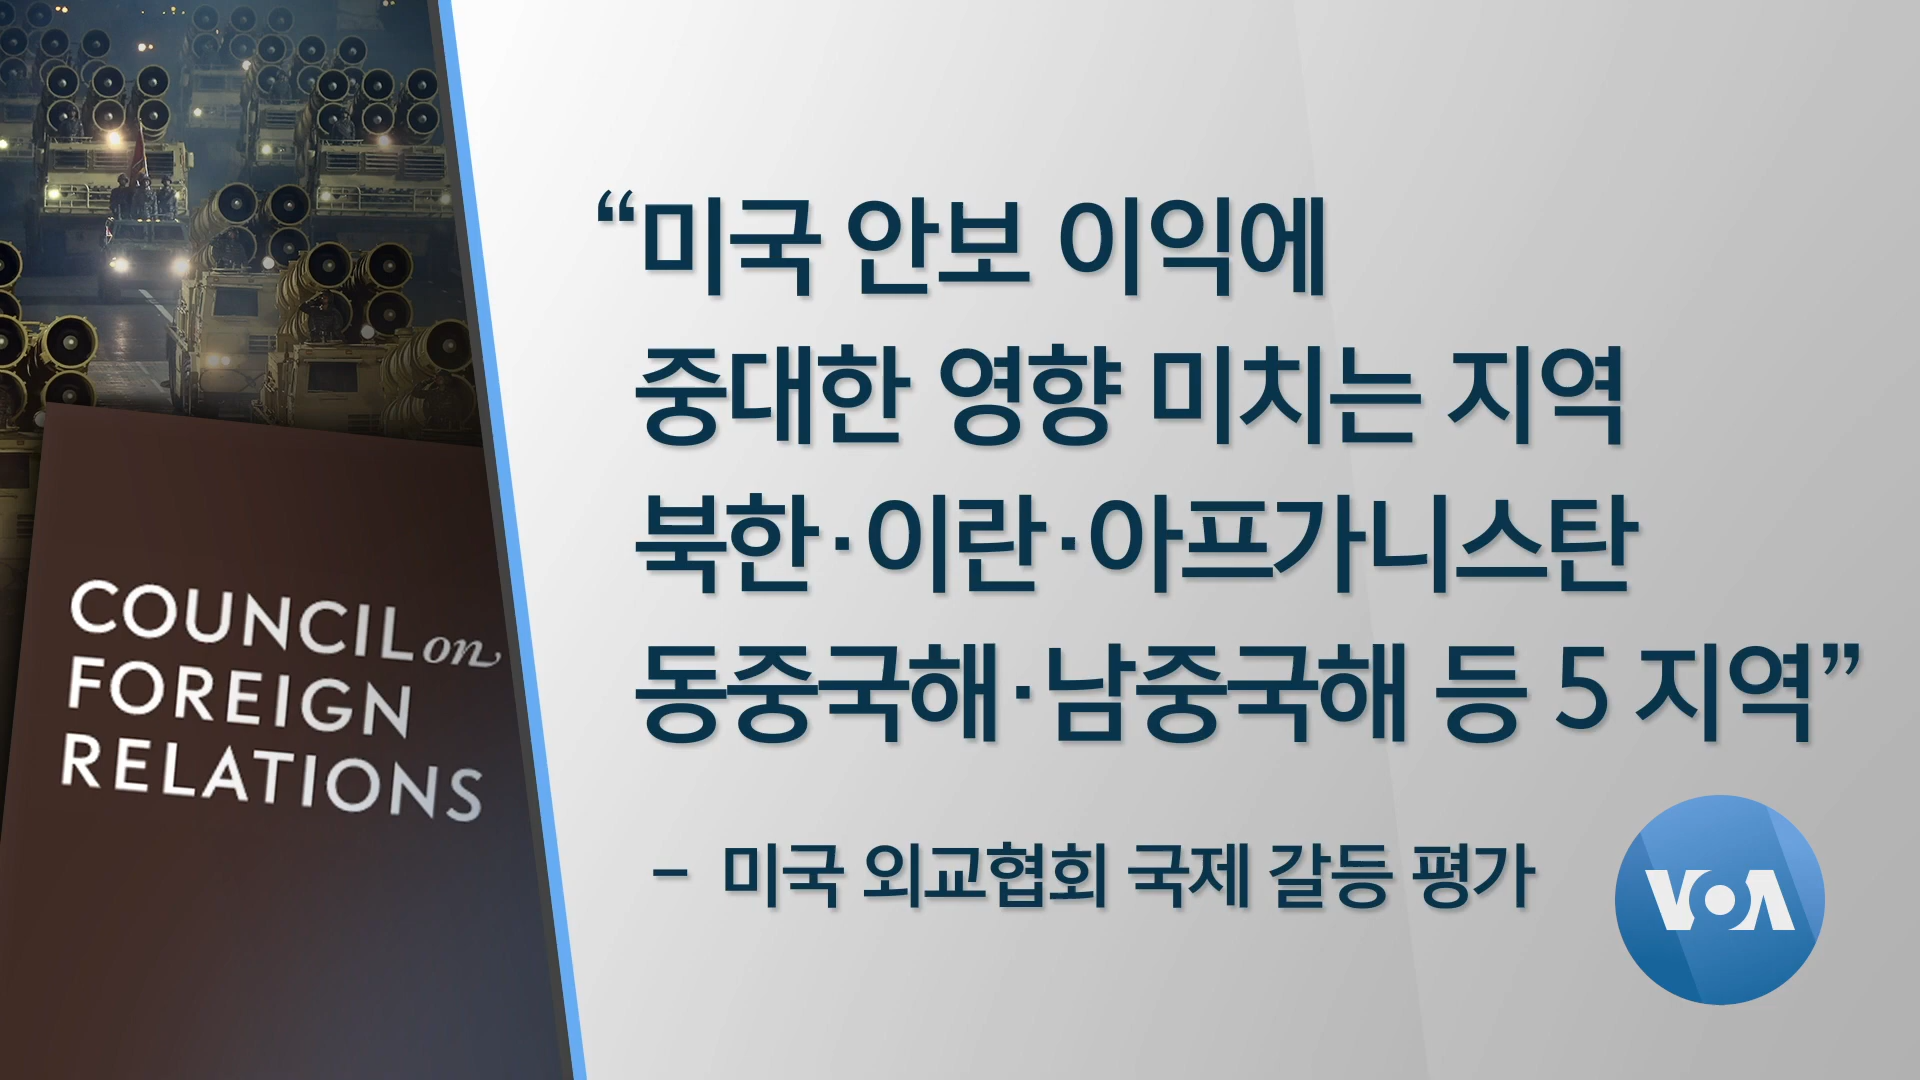 “미국 안보 이익에
중대한 영향 미치는 지역
북한·이란·아프가니스탄
동중국해·남중국해 등 5 지역”
- 미국 외교협회 국제 갈등 평가
COUNCIL on
FOREIGN
RELATIONS
VOA